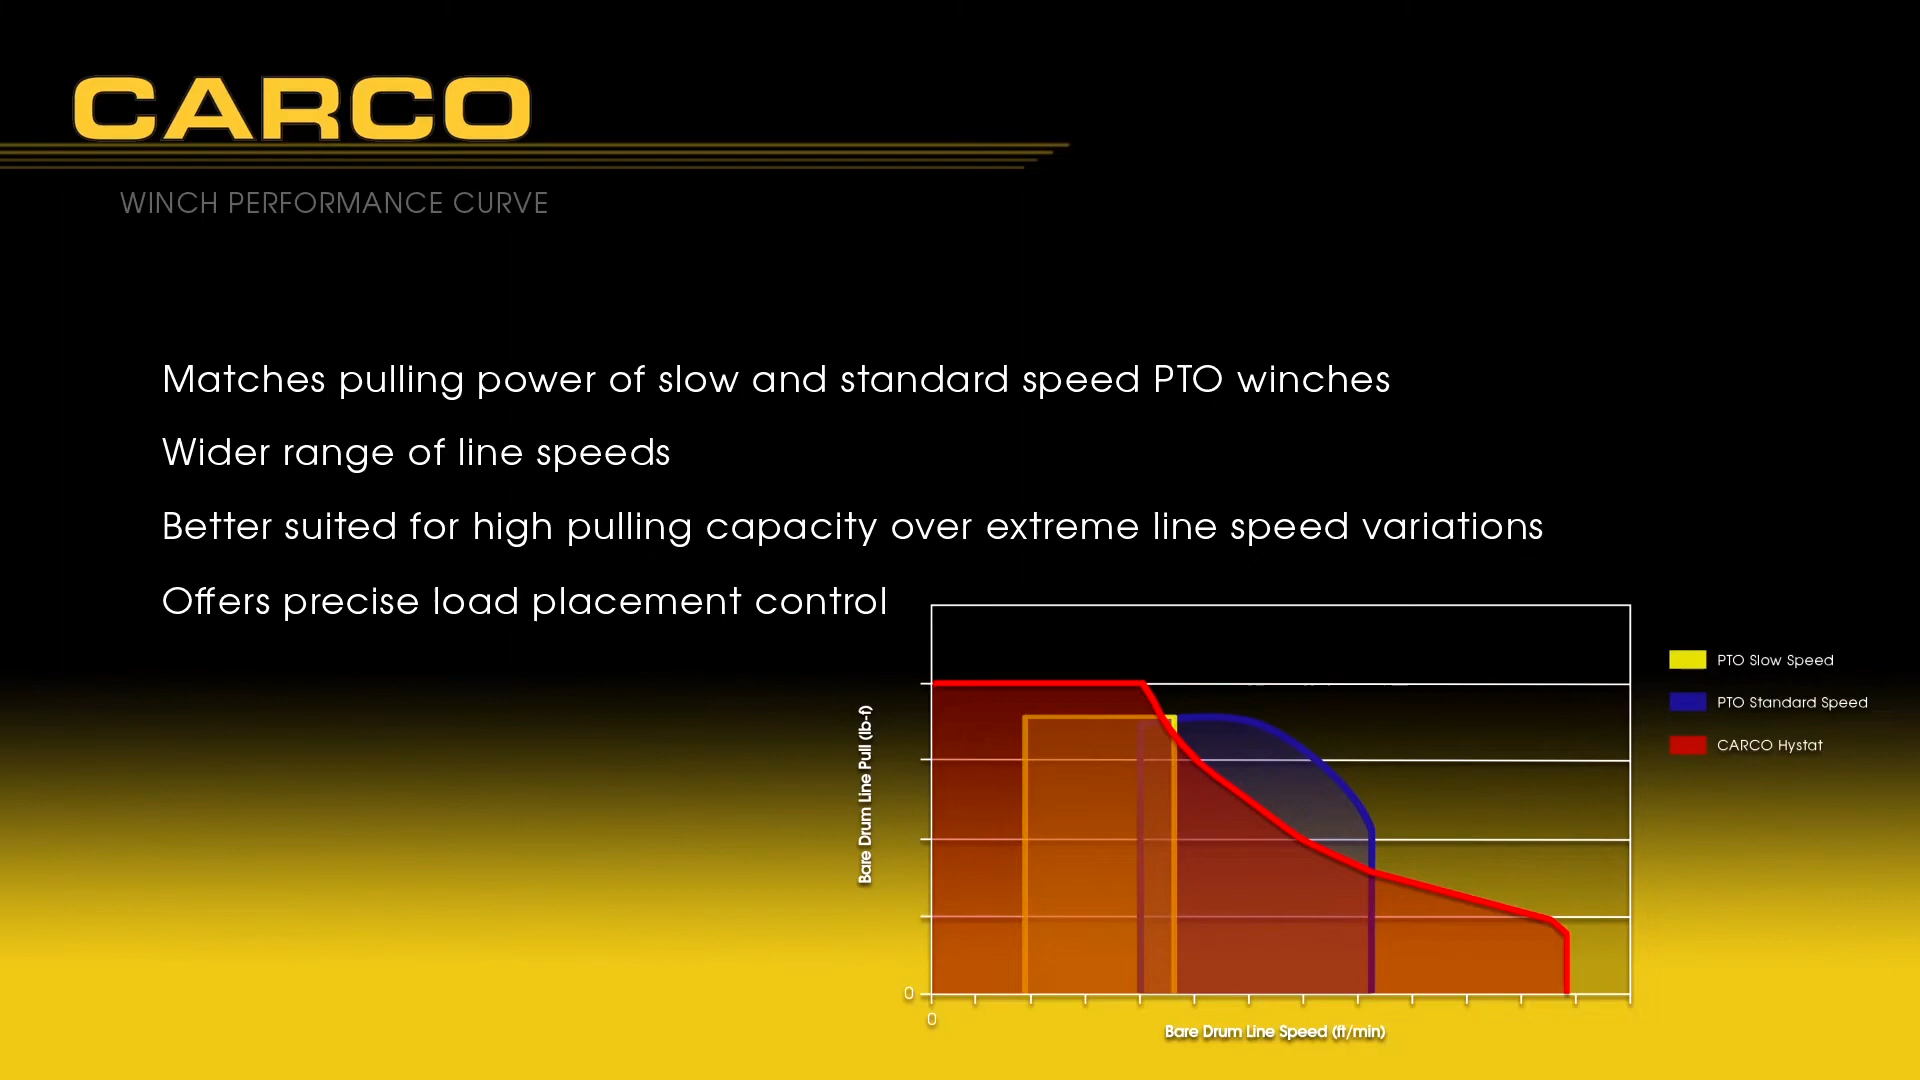 CARCO
WINCH PERFORMANCE CURVE
Matches pulling power of slow and standard speed PTO winches
Wider range of line speeds
Better suited for high pulling capacity over extreme line speed variations
Offers precise load placement control
PTO Slow Speed
PTO Standard Speed
CARCO Hystat
Bare Drum Line Pull (lb-f)
0
0
Bare Drum Line Speed (ft/min)